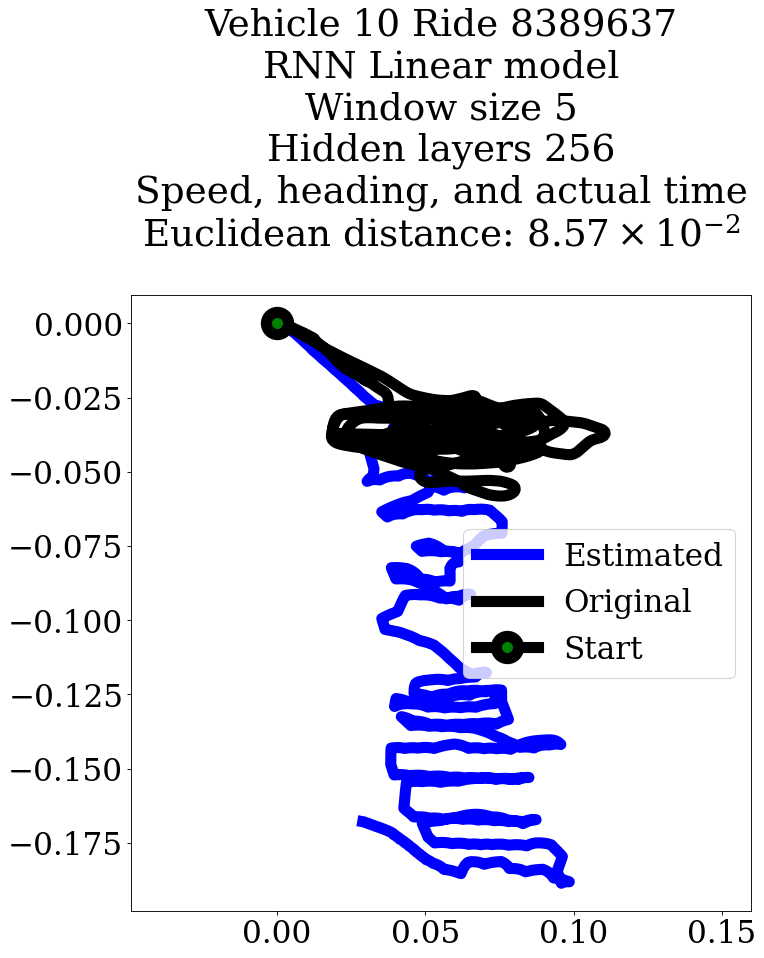 Vehicle 10 Ride 8389637
RNN Linear model
Window size 5
Hidden layers 256
Speed, heading, and actual time
Euclidean distance: 8.57 × 10⁻²
0.000
−0.025
−0.050
−0.075
−0.100
−0.125
−0.150
−0.175
Estimated
Original
Start
0.00
0.05
0.10
0.15